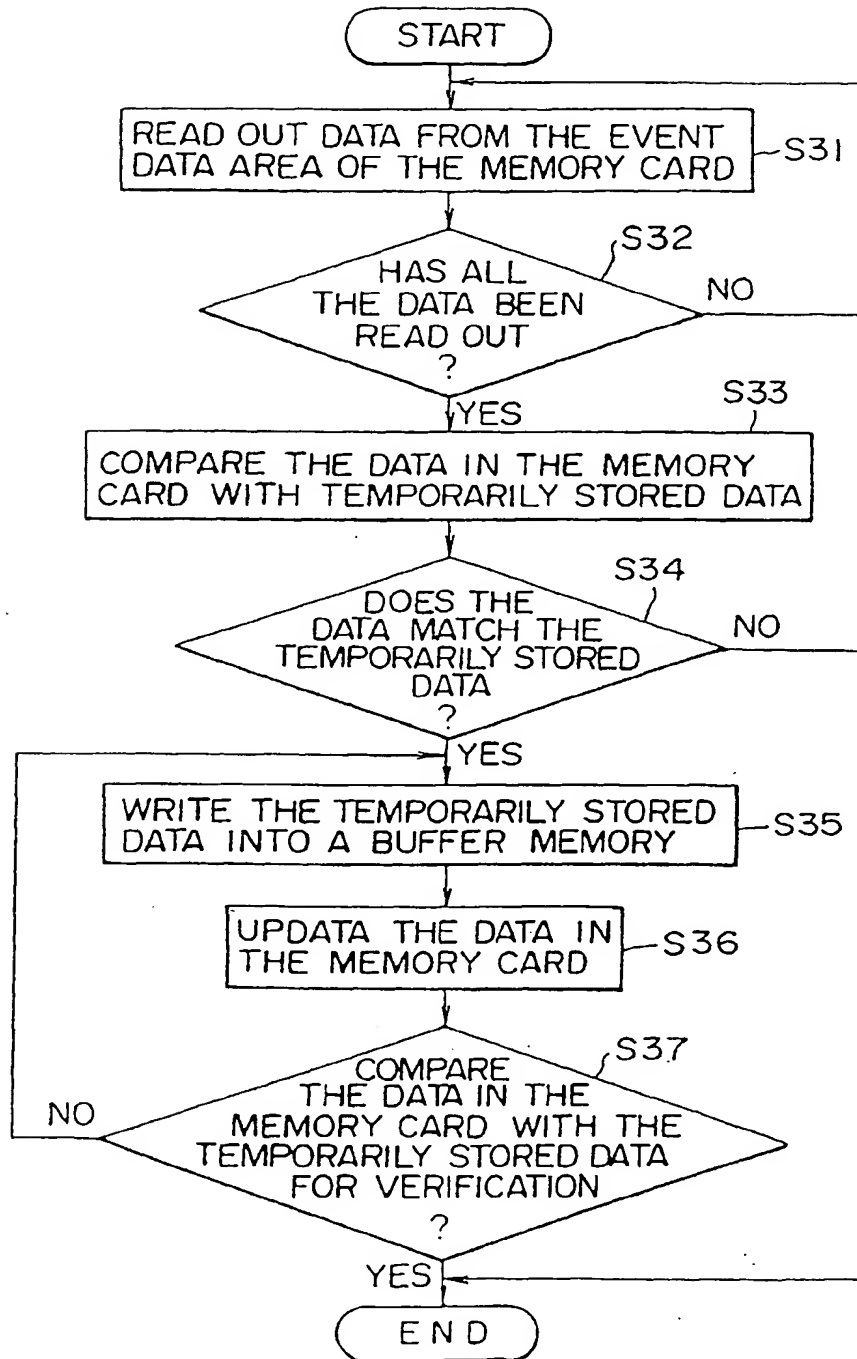 START
READ OUT DATA FROM THE EVENT
DATA AREA OF THE MEMORY CARD
S31
S32
HAS ALL
THE DATA BEEN
READ OUT
?
NO
YES
S33
COMPARE THE DATA IN THE MEMORY
CARD WITH TEMPORARILY STORED DATA
S34
DOES THE
DATA MATCH THE
TEMPORARILY STORED
DATA
?
NO
YES
WRITE THE TEMPORARILY STORED
DATA INTO A BUFFER MEMORY
S35
UPDATA THE DATA IN
THE MEMORY CARD
S36
S37
COMPARE
THE DATA IN THE
MEMORY CARD WITH THE
TEMPORARILY STORED DATA
FOR VERIFICATION
?
NO
YES
END